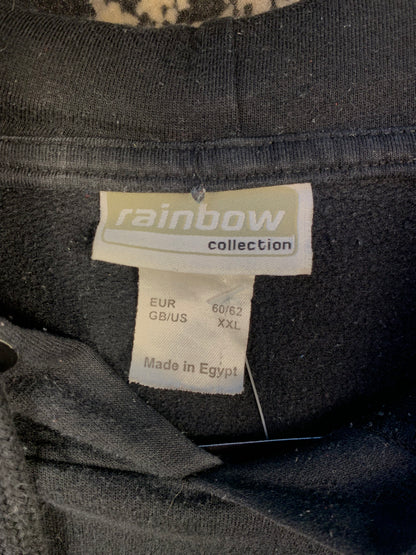 rainbow
collection
EUR 60/62
GB/US XXL
Made in Egypt